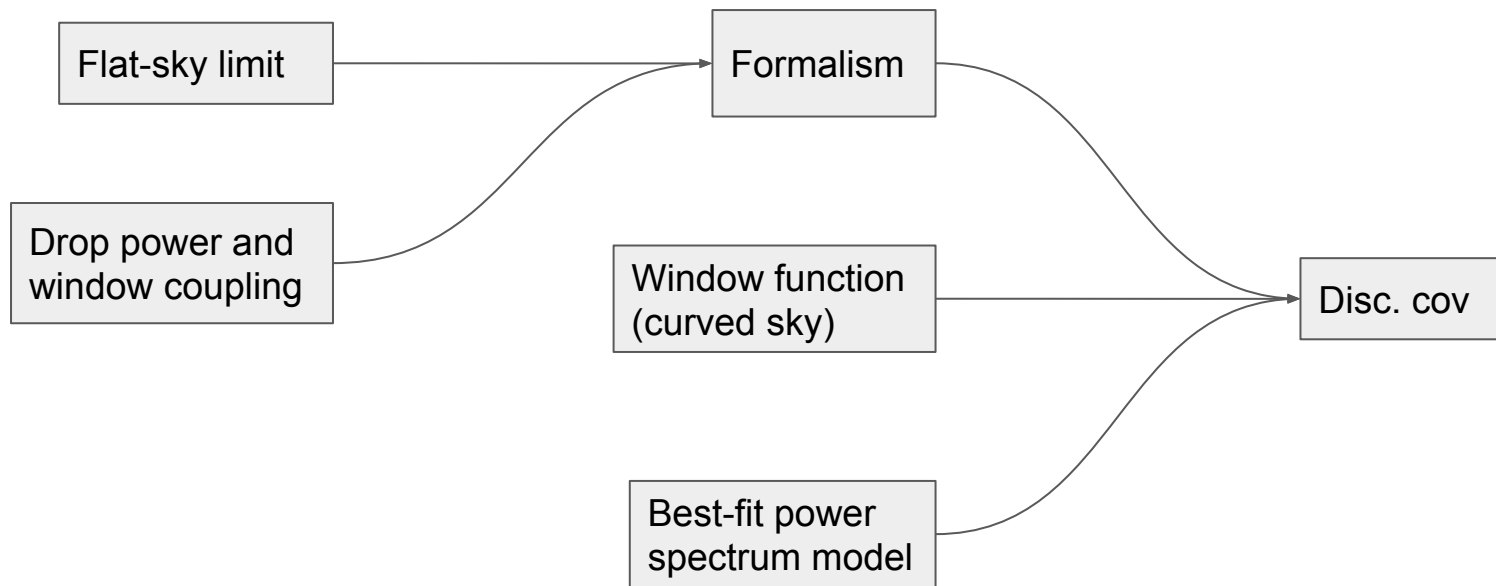 Flat-sky limit
Formalism
Drop power and
window coupling
Window function
(curved sky)
Disc. cov
Best-fit power
spectrum model